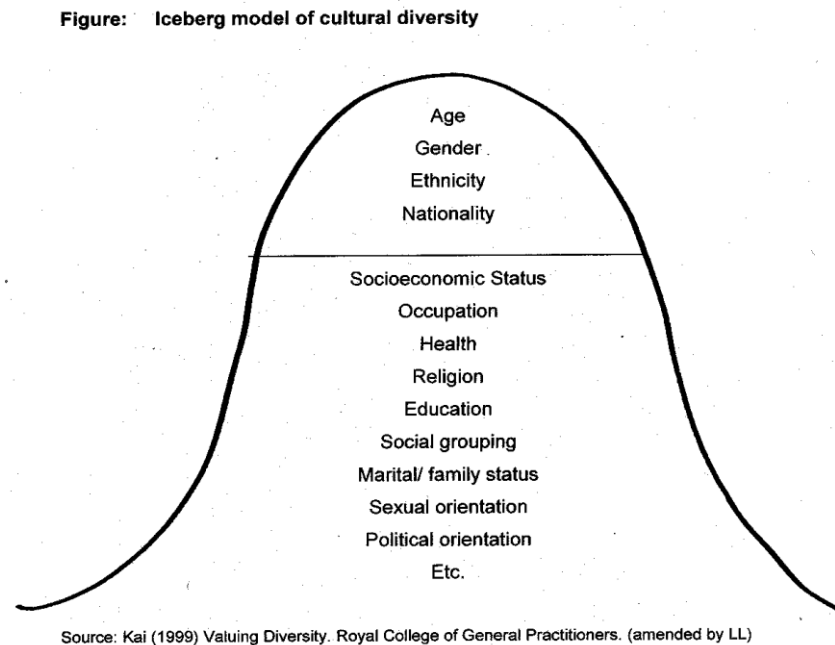 Figure: Iceberg model of cultural diversity
Age
Gender
Ethnicity
Nationality
Socioeconomic Status
Occupation
Health
Religion
Education
Social grouping
Marital/ family status
Sexual orientation
Political orientation
Etc.
Source: Kai (1999) Valuing Diversity. Royal College of General Practitioners. (amended by LL)